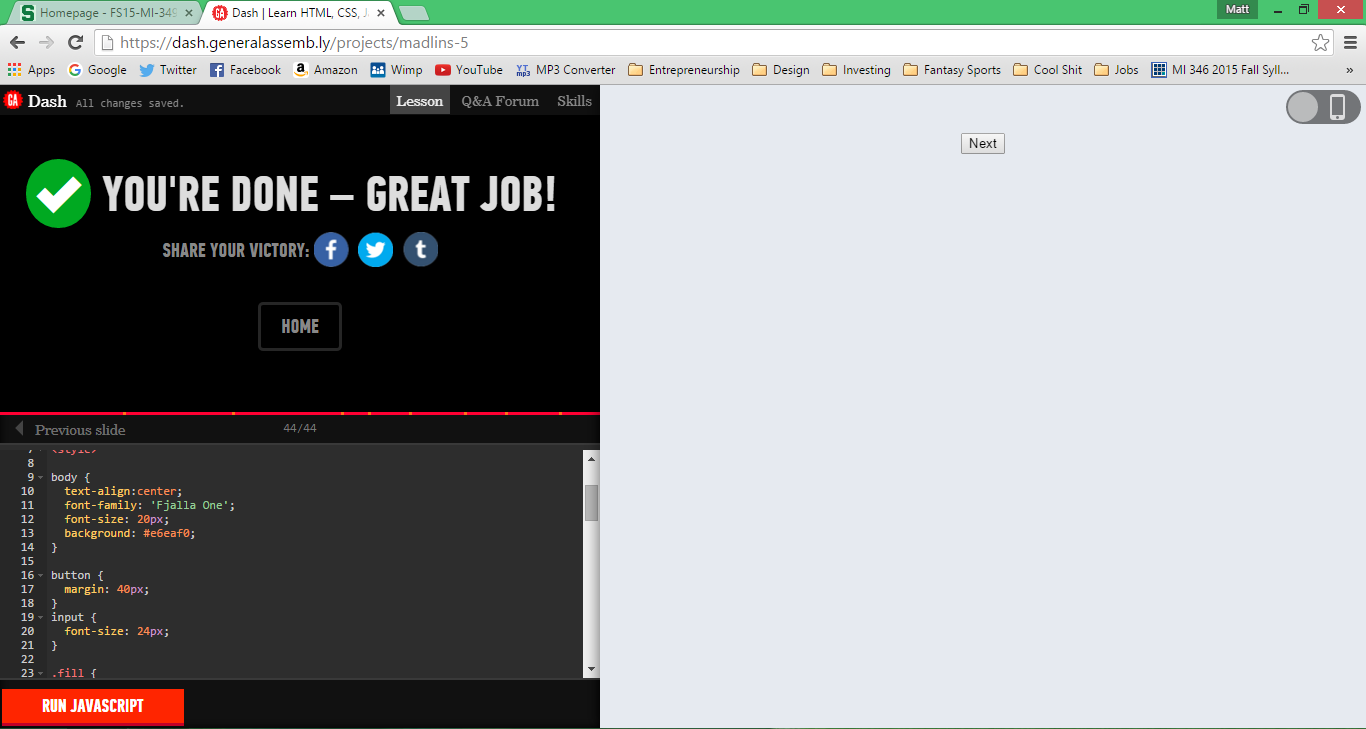 Homepage - FS15-MI-349
Dash | Learn HTML, CSS, J
Matt
https://dash.generalassemb.ly/projects/madlins-5
Apps Google Twitter Facebook Amazon Wimp YouTube MP3 Converter Entrepreneurship Design Investing Fantasy Sports Cool Shit Jobs MI 346 2015 Fall Syll... »
GA Dash All changes saved. Lesson Q&A Forum Skills
Next
YOU'RE DONE – GREAT JOB!
SHARE YOUR VICTORY:
HOME
Previous slide 44/44
7 <style>
8
9 body {
10 text-align:center;
11 font-family: 'Fjalla One';
12 font-size: 20px;
13 background: #e6eaf0;
14 }
15
16 button {
17 margin: 40px;
18 }
19 input {
20 font-size: 24px;
21 }
22
23 .fill {
RUN JAVASCRIPT